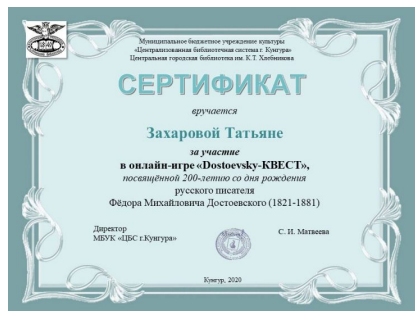 Муниципальное бюджетное учреждение культуры
«Централизованная библиотечная система г. Кунгура»
Центральная городская библиотека им. К.Т. Хлебникова
СЕРТИФИКАТ
вручается
Захаровой Татьяне
за участие
в онлайн-игре «Dostoevsky-КВЕСТ»,
посвящённой 200-летию со дня рождения
русского писателя
Фёдора Михайловича Достоевского (1821-1881)
Директор
МБУК «ЦБС г.Кунгура»
С. И. Матвеева
Кунгур, 2020